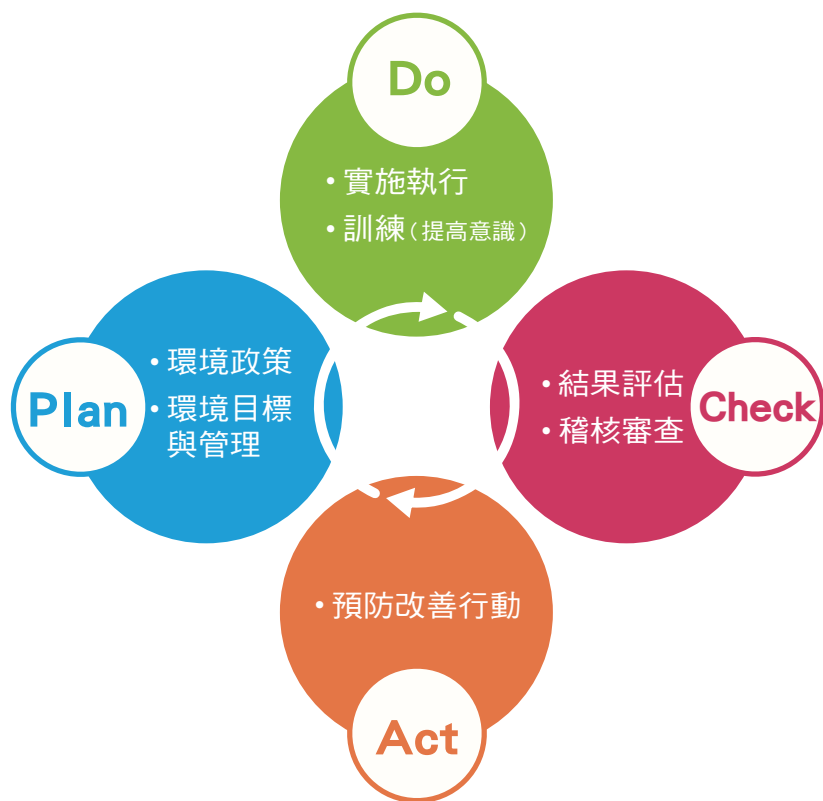 Do
• 實施執行
• 訓練（提高意識）
Plan
• 環境政策
• 環境目標
與管理
• 結果評估
• 稽核審查
Check
• 預防改善行動
Act